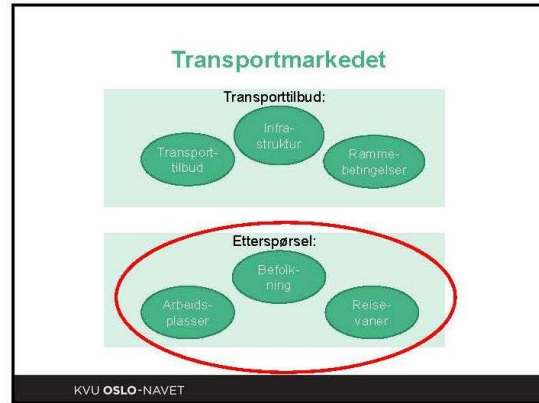 Transportmarkedet
Transporttilbud:
Infra-
struktur
Transport-
tilbud
Ramme-
betingelser
Etterspørsel:
Befolk-
ning
Arbeids-
plasser
Reise-
vaner
KVU OSLO-NAVET